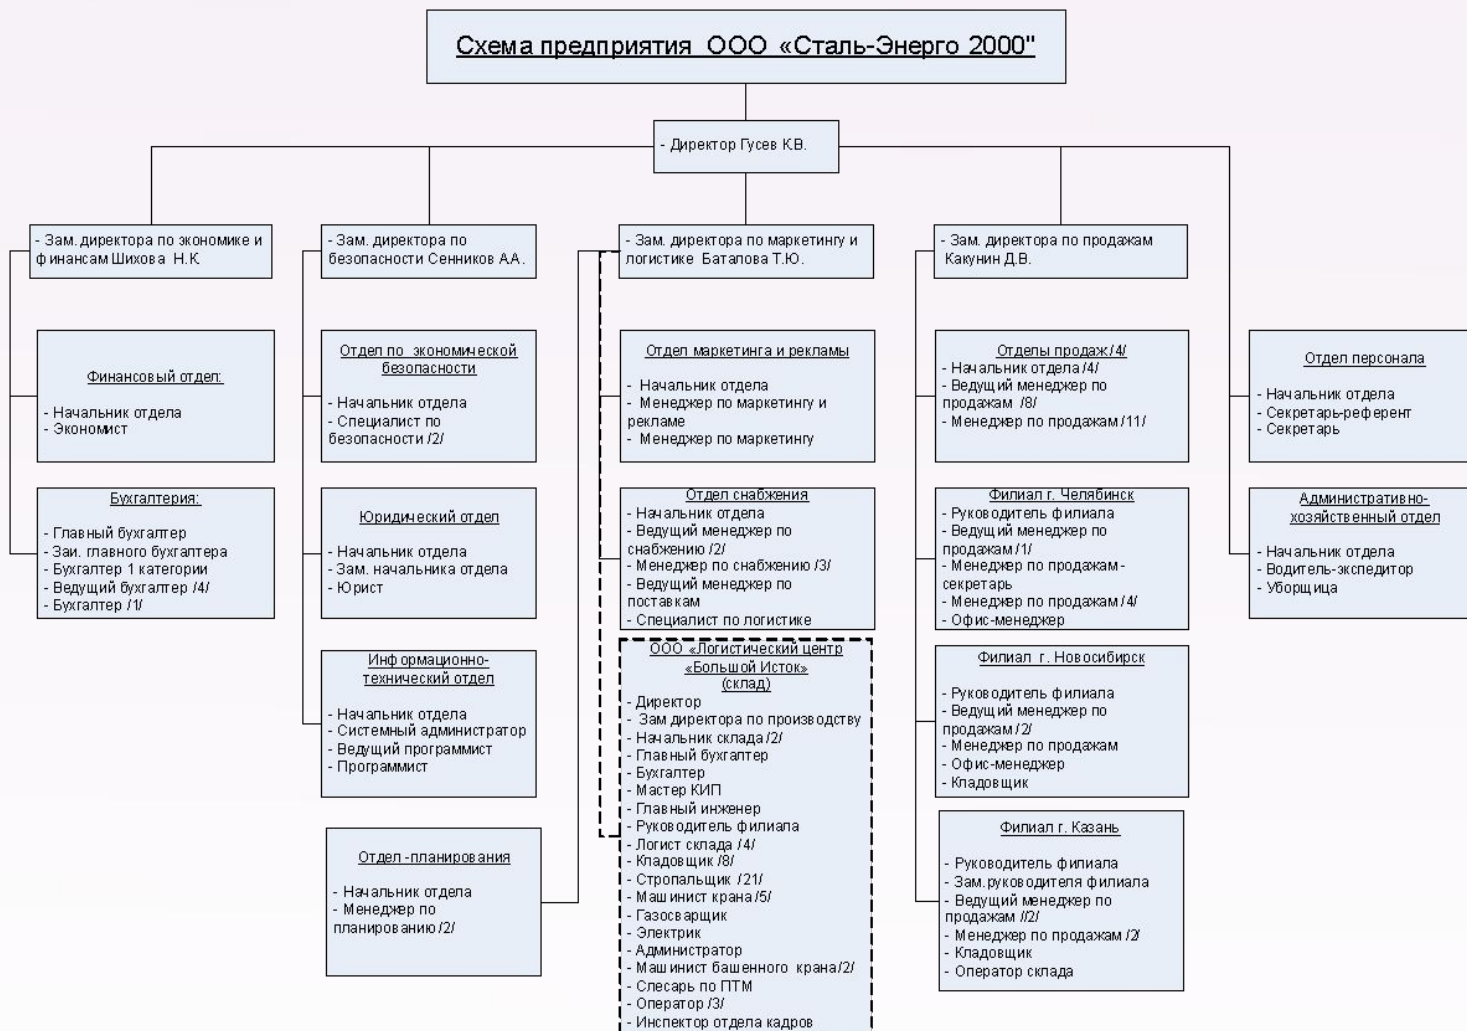 Схема предприятия ООО «Сталь-Энерго 2000"
- Директор Гусев К.В.
- Зам. директора по экономике и
финансам Шихова Н.К.
- Зам. директора по
безопасности Сенников А.А.
- Зам. директора по маркетингу и
логистике Баталова Т.Ю.
- Зам. директора по продажам
Какунин Д.В.
Финансовый отдел:
- Начальник отдела
- Экономист
Бухгалтерия:
- Главный бухгалтер
- Заи. главного бухгалтера
- Бухгалтер 1 категории
- Ведущий бухгалтер /4/
- Бухгалтер /1/
Отдел по экономической
безопасности
- Начальник отдела
- Специалист по
безопасности /2/
Юридический отдел
- Начальник отдела
- Зам. начальника отдела
- Юрист
Информационно-
технический отдел
- Начальник отдела
- Системный администратор
- Ведущий программист
- Программист
Отдел -планирования
- Начальник отдела
- Менеджер по
планированию /2/
Отдел маркетинга и рекламы
- Начальник отдела
- Менеджер по маркетингу и
рекламе
- Менеджер по маркетингу
Отдел снабжения
- Начальник отдела
- Ведущий менеджер по
снабжению /2/
- Менеджер по снабжению /3/
- Ведущий менеджер по
поставкам
- Специалист по логистике
ООО «Логистический центр
«Большой Исток»
(склад)
- Директор
- Зам директора по производству
- Начальник склада /2/
- Главный бухгалтер
- Бухгалтер
- Мастер КИП
- Главный инженер
- Руководитель филиала
- Логист склада /4/
- Кладовщик /8/
- Стропальщик /21/
- Машинист крана /5/
- Газосварщик
- Электрик
- Администратор
- Машинист башенного крана /2/
- Слесарь по ПТМ
- Оператор /3/
- Инспектор отдела кадров
Отделы продаж /4/
- Начальник отдела /4/
- Ведущий менеджер по
продажам /8/
- Менеджер по продажам /11/
Филиал г. Челябинск
- Руководитель филиала
- Ведущий менеджер по
продажам /1/
- Менеджер по продажам-
секретарь
- Менеджер по продажам /4/
- Офис-менеджер
Филиал г. Новосибирск
- Руководитель филиала
- Ведущий менеджер по
продажам /2/
- Менеджер по продажам
- Офис-менеджер
- Кладовщик
Филиал г. Казань
- Руководитель филиала
- Зам.руководителя филиала
- Ведущий менеджер по
продажам //2/
- Менеджер по продажам /2/
- Кладовщик
- Оператор склада
Отдел персонала
- Начальник отдела
- Секретарь-референт
- Секретарь
Административно-
хозяйственный отдел
- Начальник отдела
- Водитель-экспедитор
- Уборщица